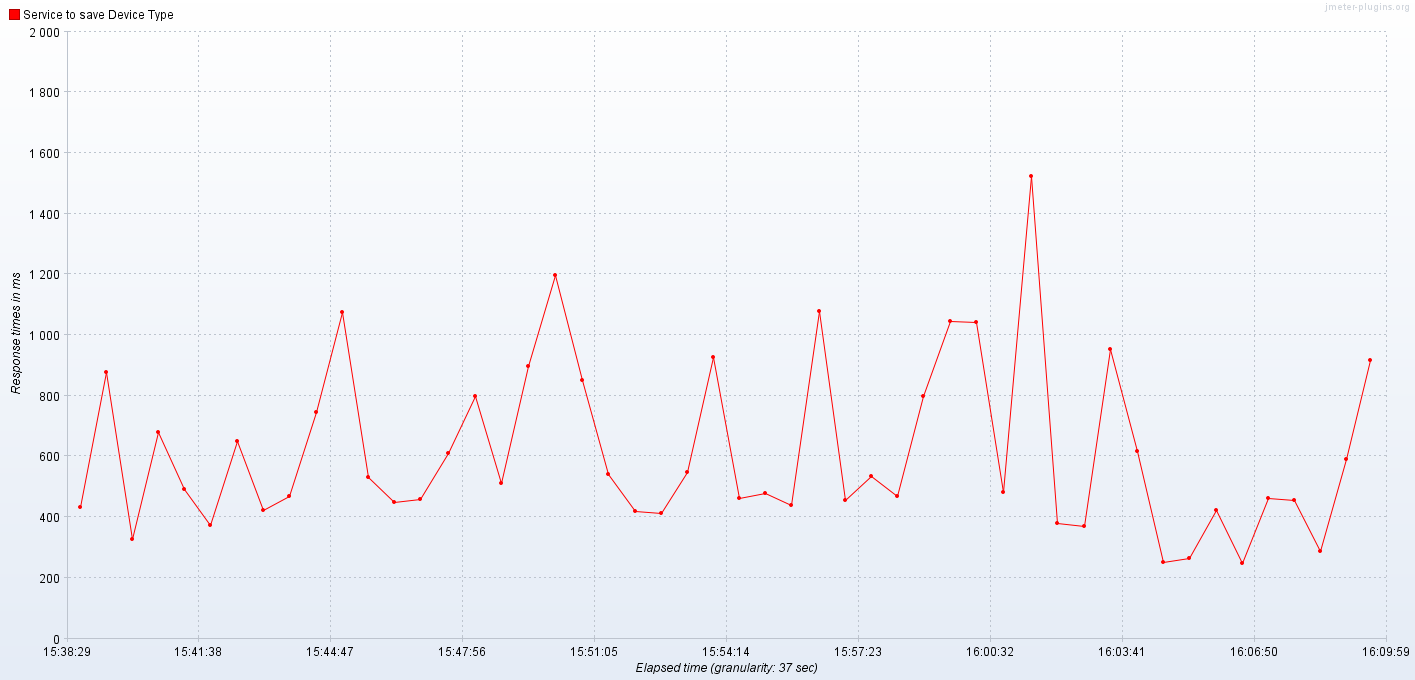 Service to save Device Type
jmeter-plugins.org
2 000
1 800
1 600
1 400
1 200
1 000
800
600
400
200
0
Response times in ms
15:38:29 15:41:38 15:44:47 15:47:56 15:51:05 15:54:14 15:57:23 16:00:32 16:03:41 16:06:50 16:09:59
Elapsed time (granularity: 37 sec)